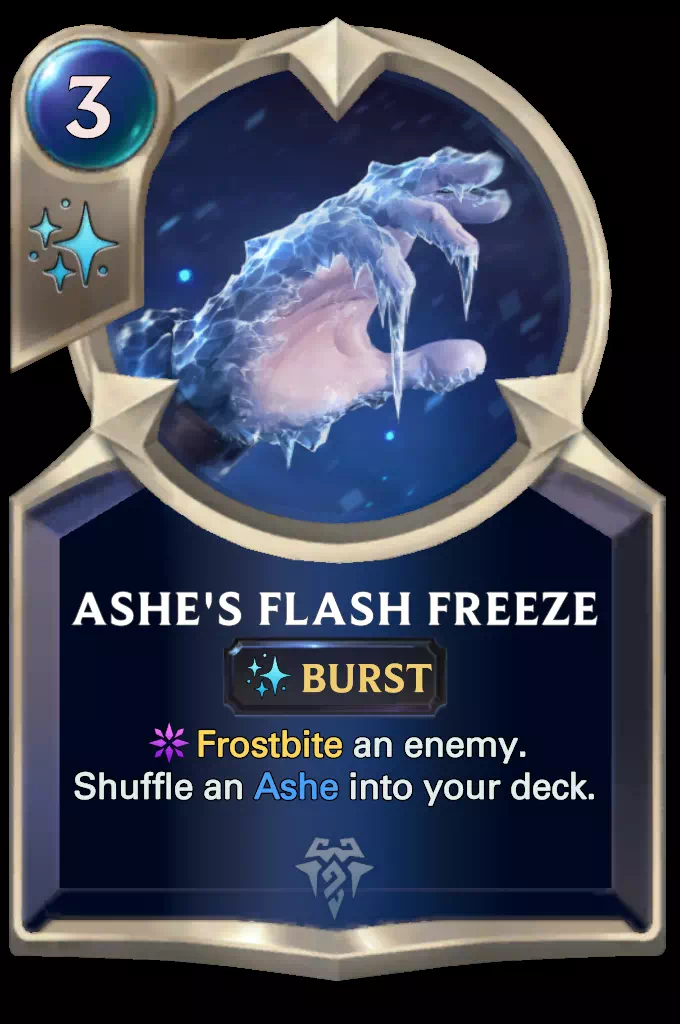 3
ASHE'S FLASH FREEZE
BURST
Frostbite an enemy.
Shuffle an Ashe into your deck.